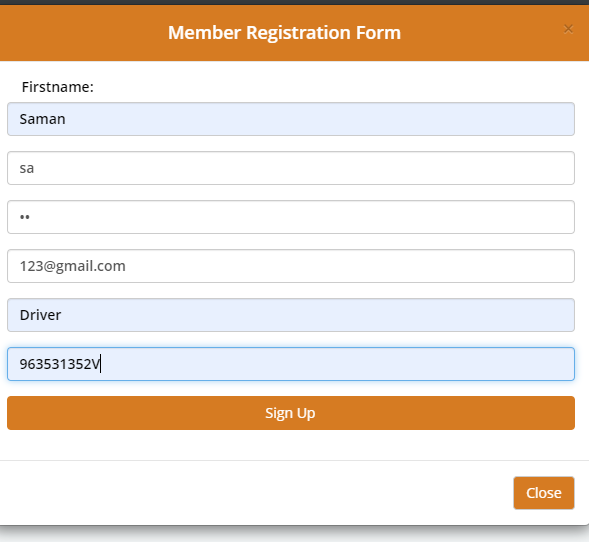 Member Registration Form
×
Firstname:
Saman
sa
••
123@gmail.com
Driver
963531352V
Sign Up
Close